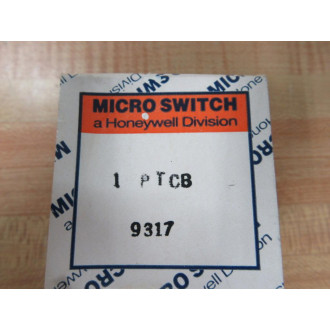 MICRO SWITCH
a Honeywell Division
1 PTCB
9317